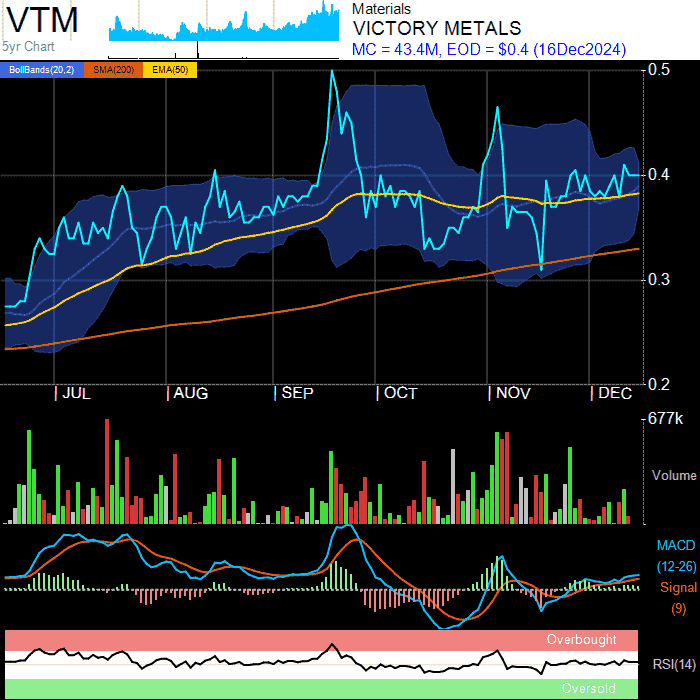 VTM
5yr Chart
Materials
VICTORY METALS
MC = 43.4M, EOD = $0.4 (16Dec2024)
BollBands(20,2) SMA(200) EMA(50)
0.5
0.4
0.3
0.2
JUL AUG SEP OCT NOV DEC
677k
Volume
MACD
(12-26)
Signal
(9)
Overbought
RSI(14)
Oversold